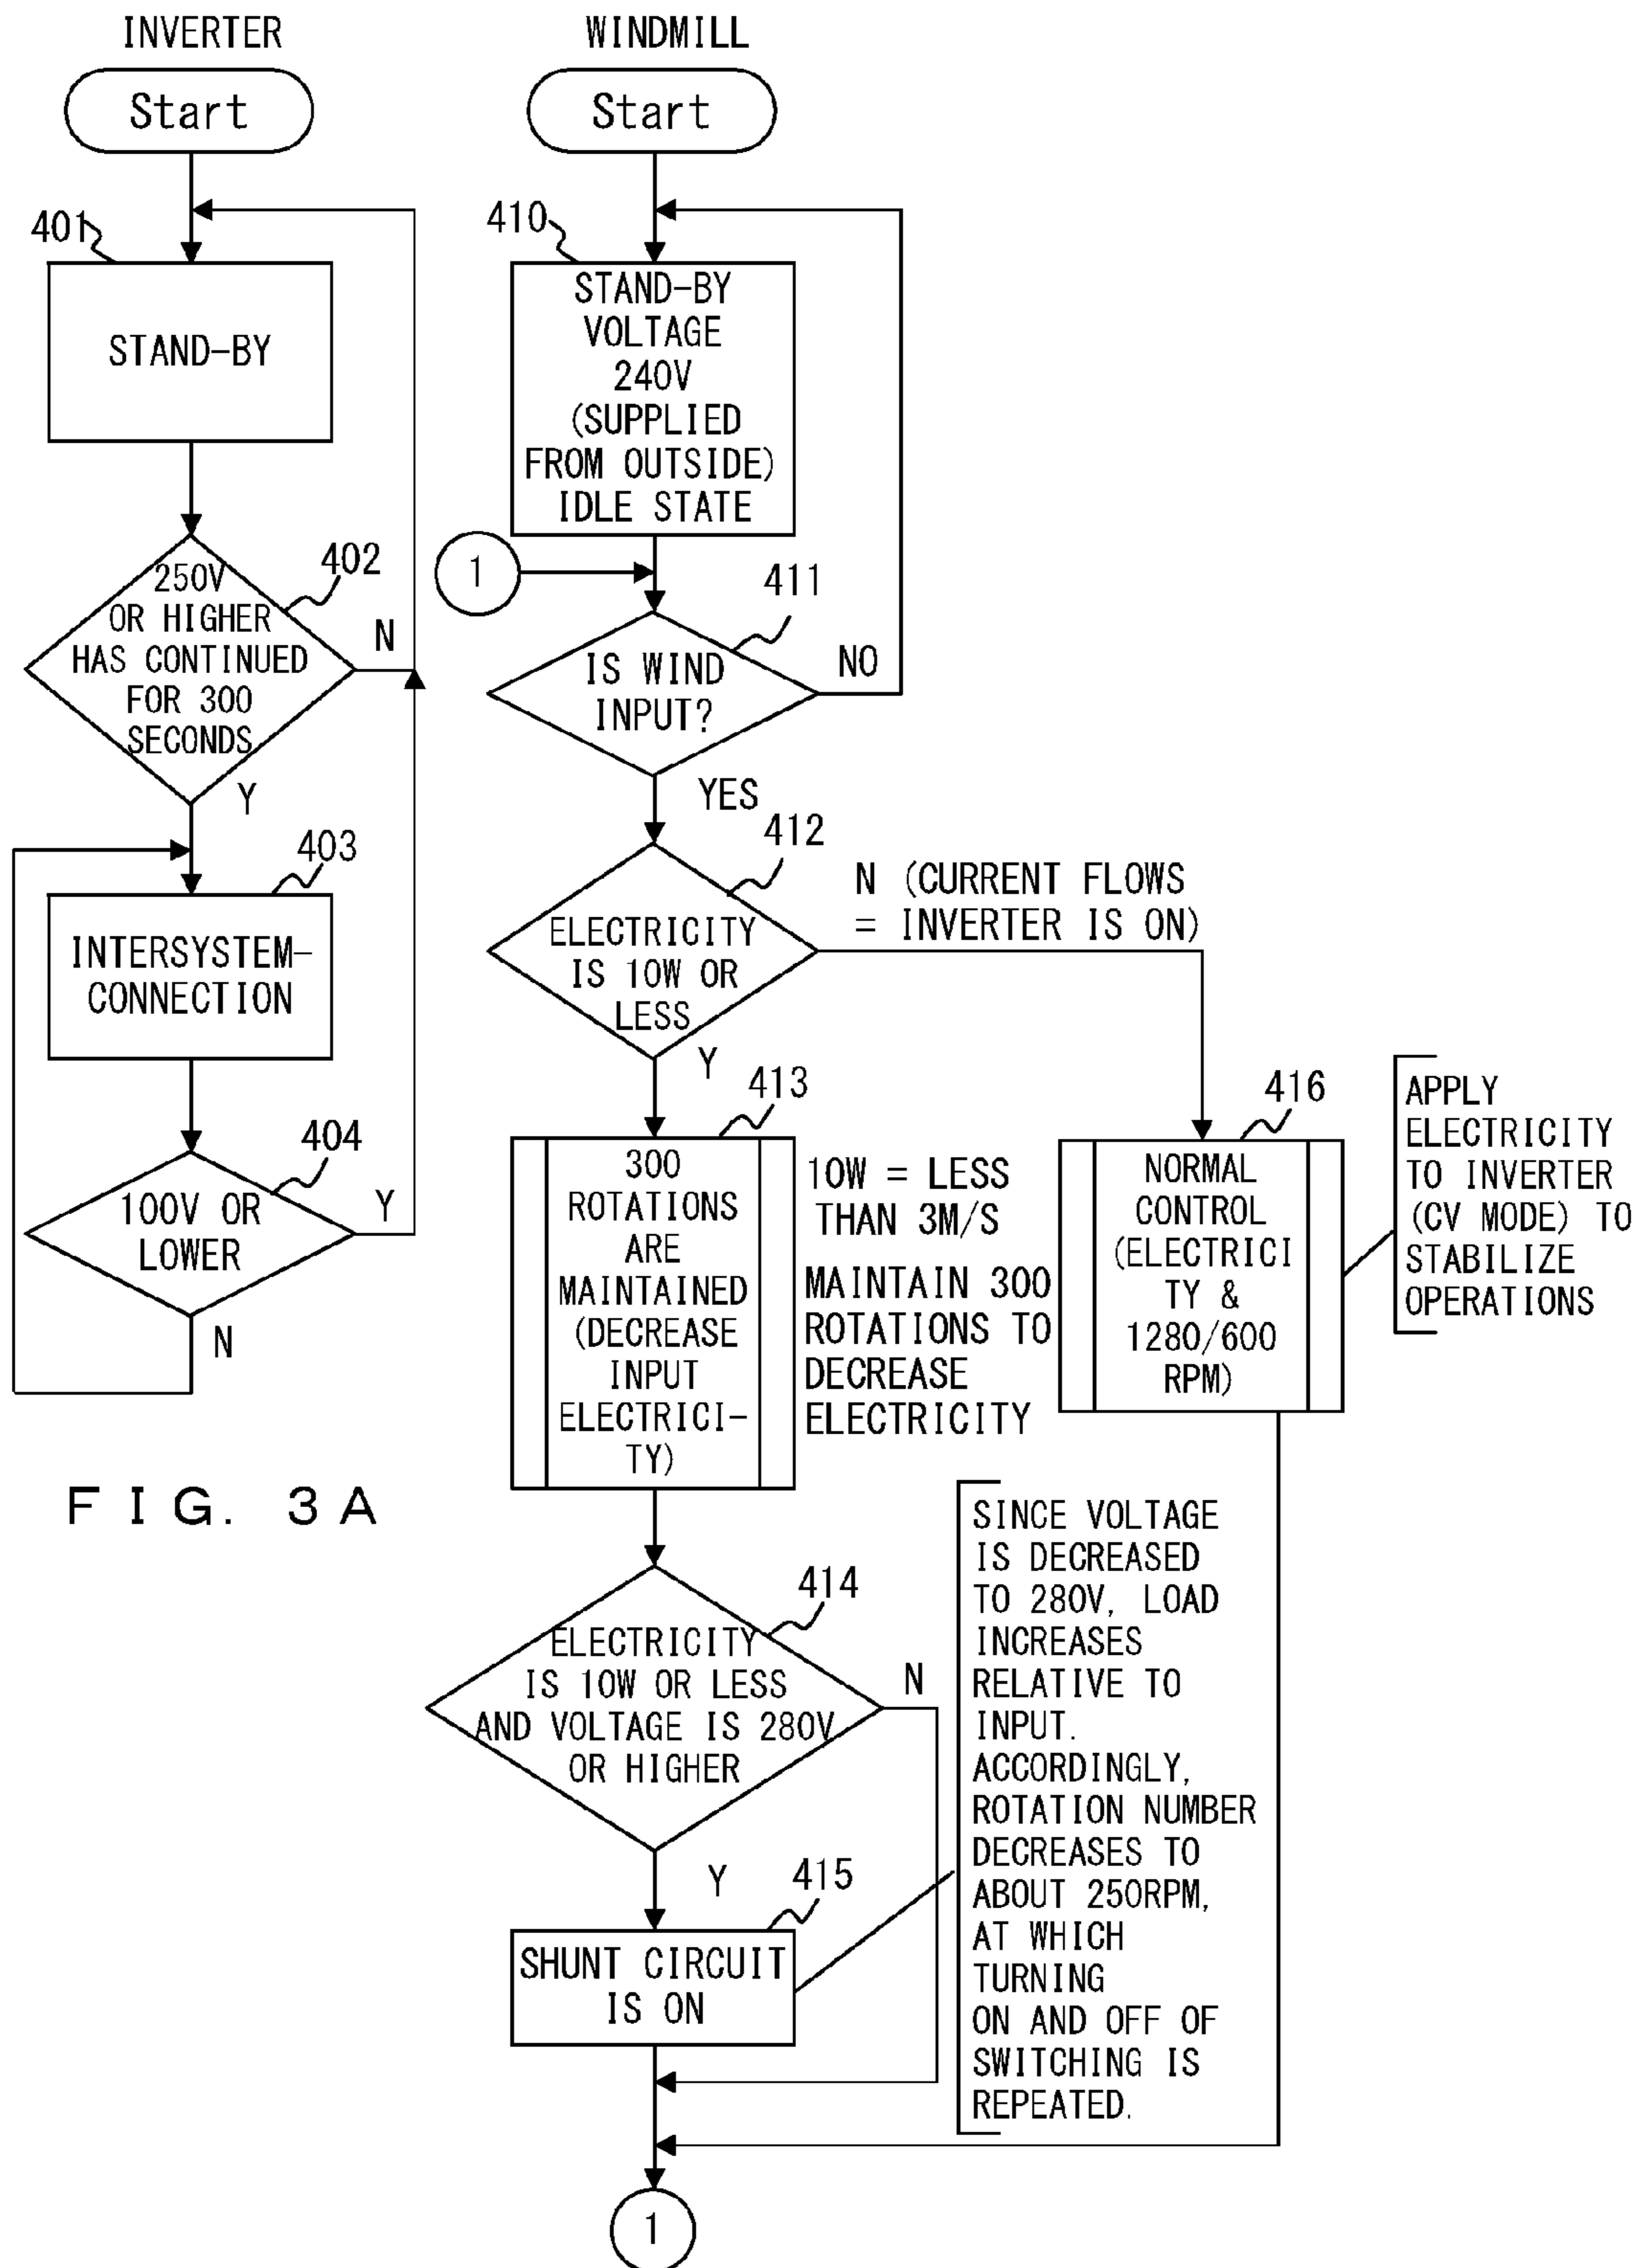 INVERTER
Start
401
STAND-BY
402
250V
OR HIGHER
HAS CONTINUED
FOR 300
SECONDS
N
Y
403
INTERSYSTEM-
CONNECTION
404
100V OR
LOWER
Y
N
FIG. 3A
WINDMILL
Start
410
STAND-BY
VOLTAGE
240V
(SUPPLIED
FROM OUTSIDE)
IDLE STATE
1
411
IS WIND
INPUT?
NO
YES
412
ELECTRICITY
IS 10W OR
LESS
N (CURRENT FLOWS
= INVERTER IS ON)
Y
413
300
ROTATIONS
ARE
MAINTAINED
(DECREASE
INPUT
ELECTRICI-
TY)
10W = LESS
THAN 3M/S
MAINTAIN 300
ROTATIONS TO
DECREASE
ELECTRICITY
416
NORMAL
CONTROL
(ELECTRICI
TY &
1280/600
RPM)
APPLY
ELECTRICITY
TO INVERTER
(CV MODE) TO
STABILIZE
OPERATIONS
414
ELECTRICITY
IS 10W OR LESS
AND VOLTAGE IS 280V
OR HIGHER
N
Y
415
SHUNT CIRCUIT
IS ON
SINCE VOLTAGE
IS DECREASED
TO 280V, LOAD
INCREASES
RELATIVE TO
INPUT.
ACCORDINGLY,
ROTATION NUMBER
DECREASES TO
ABOUT 250RPM,
AT WHICH
TURNING
ON AND OFF OF
SWITCHING IS
REPEATED.
1